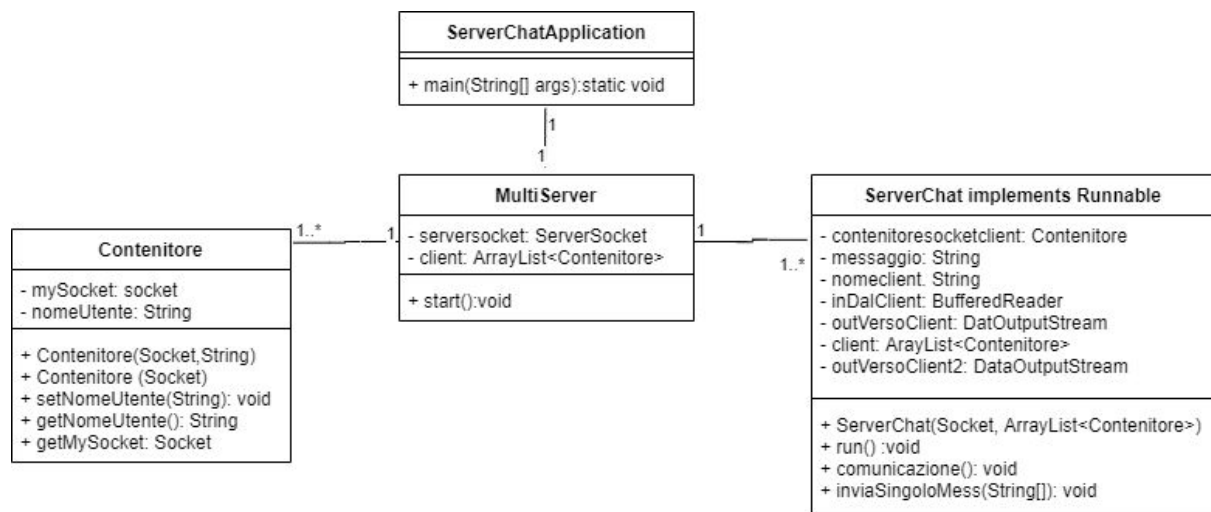 ServerChatApplication
+ main(String[] args):static void
1
1
MultiServer
- serversocket: ServerSocket
- client: ArrayList<Contenitore>
+ start():void
1..*
1
1
1..*
Contenitore
- mySocket: socket
- nomeUtente: String
+ Contenitore(Socket,String)
+ Contenitore (Socket)
+ setNomeUtente(String): void
+ getNomeUtente(): String
+ getMySocket: Socket
ServerChat implements Runnable
- contenitoresocketclient: Contenitore
- messaggio: String
- nomeclient. String
- inDalClient: BufferedReader
- outVersoClient: DatOutputStream
- client: ArayList<Contenitore>
- outVersoClient2: DataOutputStream
+ ServerChat(Socket, ArrayList<Contenitore>)
+ run() :void
+ comunicazione(): void
+ inviaSingoloMess(String[]): void